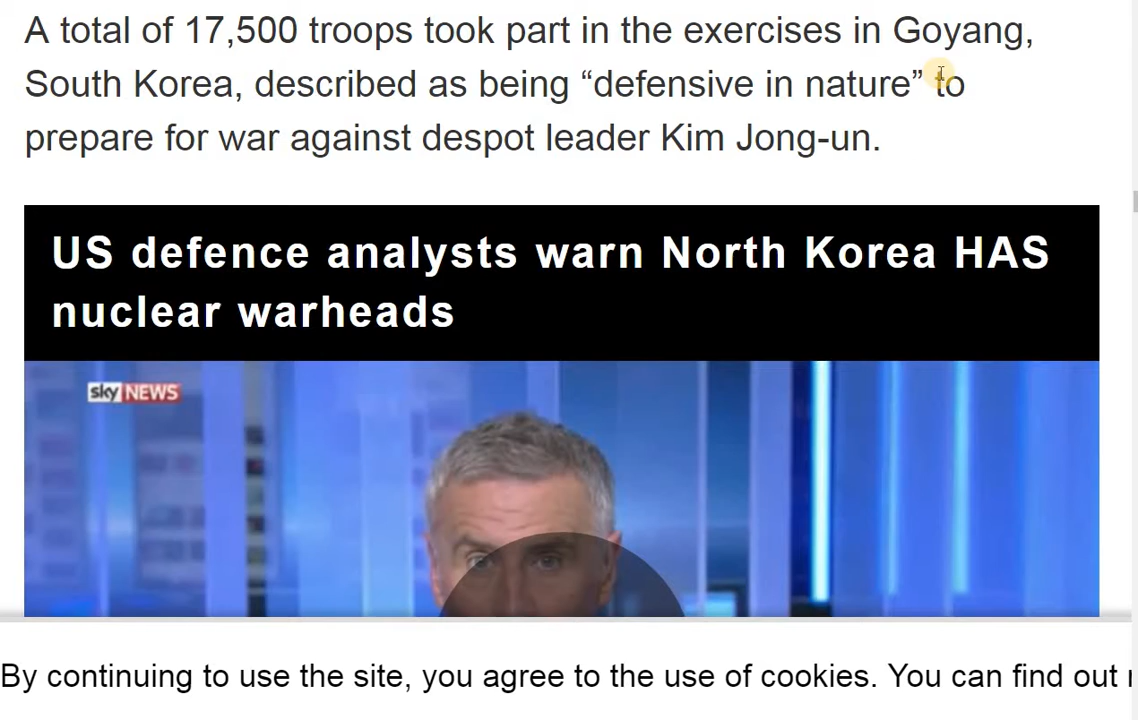 A total of 17,500 troops took part in the exercises in Goyang,
South Korea, described as being “defensive in nature” to
prepare for war against despot leader Kim Jong-un.
US defence analysts warn North Korea HAS
nuclear warheads
sky NEWS
By continuing to use the site, you agree to the use of cookies. You can find out